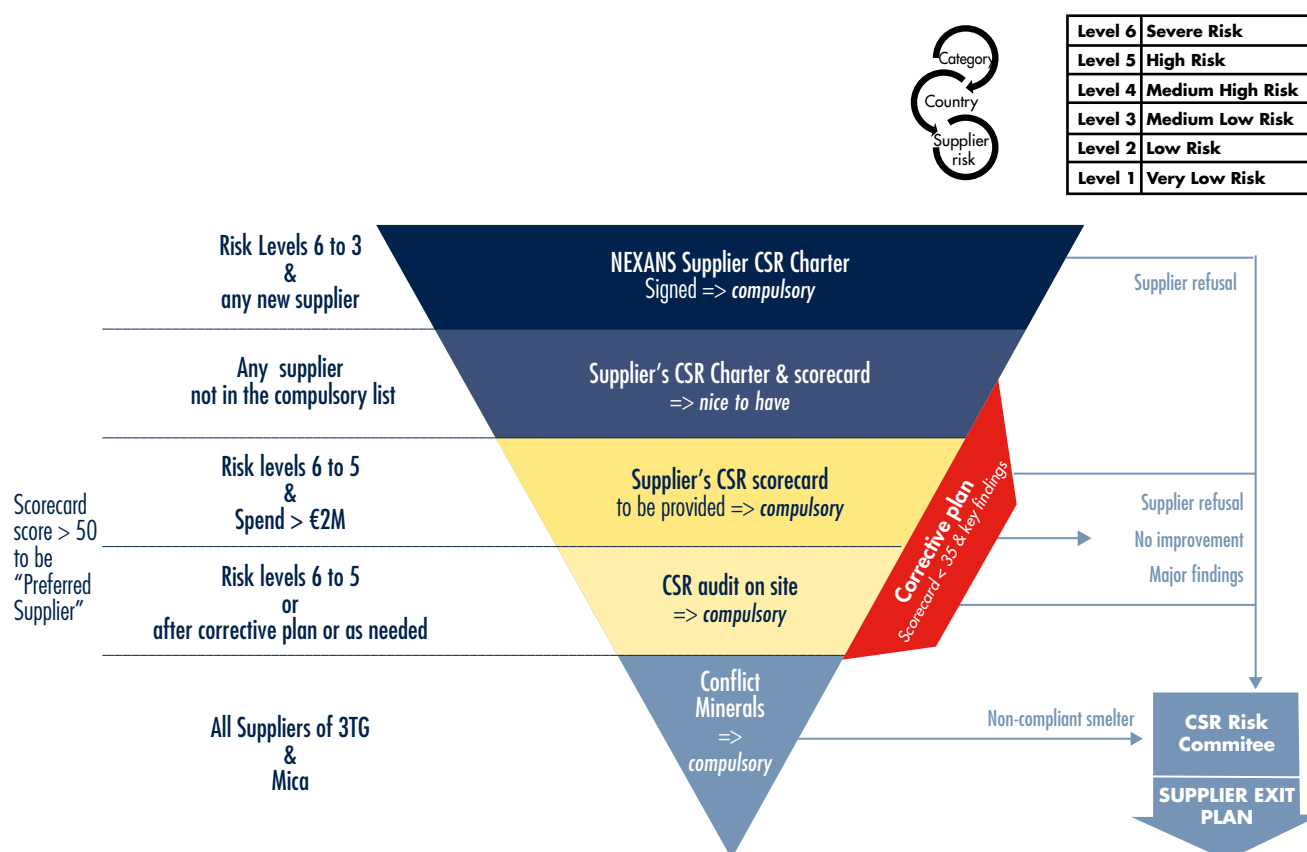 Category
Country
Supplier
risk
Level 6 Severe Risk
Level 5 High Risk
Level 4 Medium High Risk
Level 3 Medium Low Risk
Level 2 Low Risk
Level 1 Very Low Risk
Risk Levels 6 to 3
&
any new supplier
NEXANS Supplier CSR Charter
Signed => compulsory
Supplier refusal
Any supplier
not in the compulsory list
Supplier's CSR Charter & scorecard
=> nice to have
Scorecard
score > 50
to be
"Preferred
Supplier"
Risk levels 6 to 5
&
Spend > €2M
Supplier's CSR scorecard
to be provided => compulsory
Corrective plan
Scorecard < 35 & key findings
Supplier refusal
No improvement
Major findings
Risk levels 6 to 5
or
after corrective plan or as needed
CSR audit on site
=> compulsory
All Suppliers of 3TG
&
Mica
Conflict
Minerals
=>
compulsory
Non-compliant smelter
CSR Risk
Commitee
SUPPLIER EXIT
PLAN